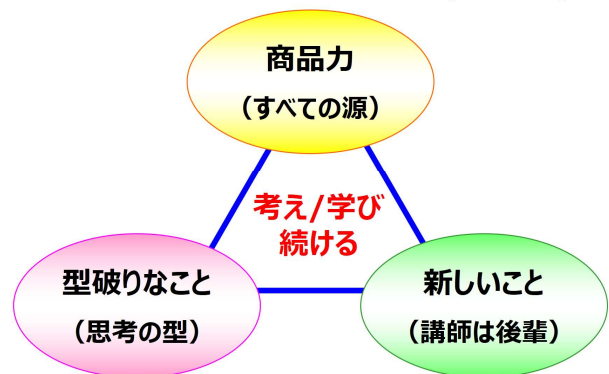 商品力
（すべての源）
考え/学び
続ける
型破りなこと
（思考の型）
新しいこと
（講師は後輩）